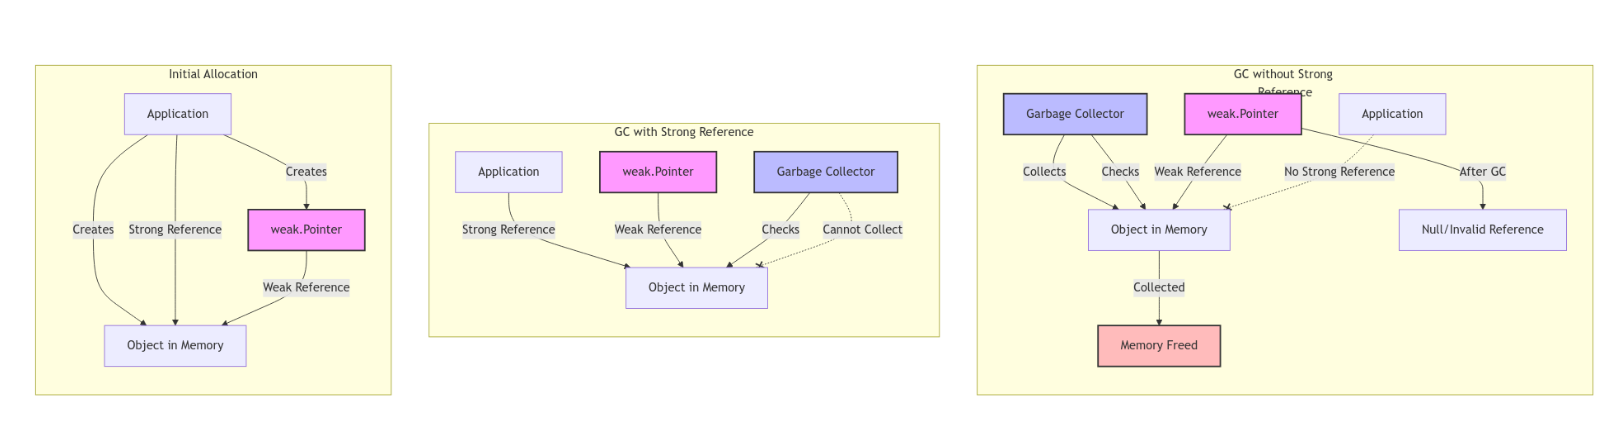 Initial Allocation
Application
Creates
Creates
Strong Reference
weak.Pointer
Weak Reference
Object in Memory
GC with Strong Reference
Application
weak.Pointer
Garbage Collector
Strong Reference
Weak Reference
Checks
Cannot Collect
Object in Memory
GC without Strong
Reference
Garbage Collector
weak.Pointer
Application
Collects
Checks
Weak Reference
No Strong Reference
After GC
Object in Memory
Null/Invalid Reference
Collected
Memory Freed